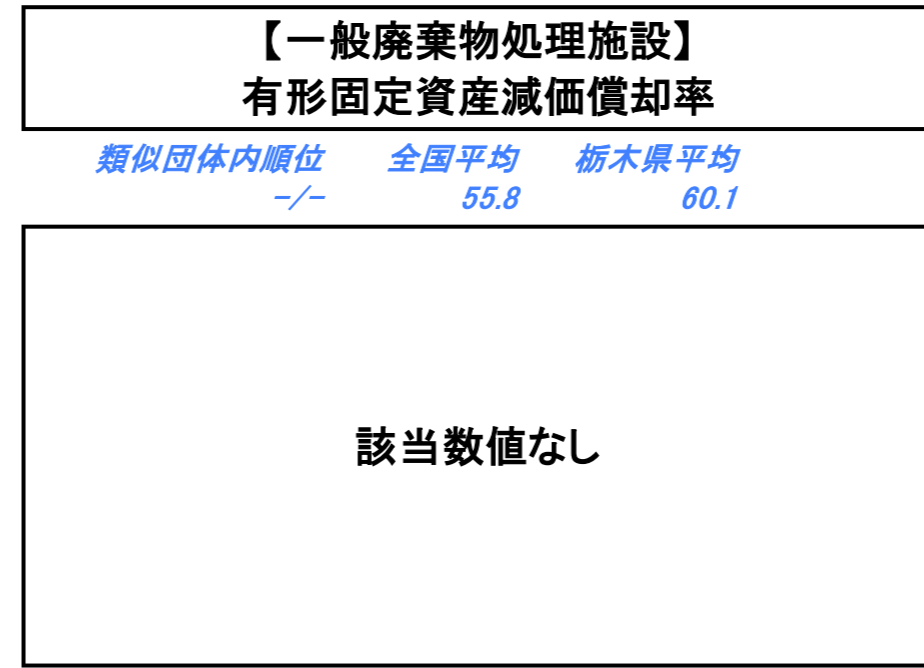 【一般廃棄物処理施設】
有形固定資産減価償却率
類似団体内順位 全国平均 栃木県平均
-/- 55.8 60.1
該当数値なし